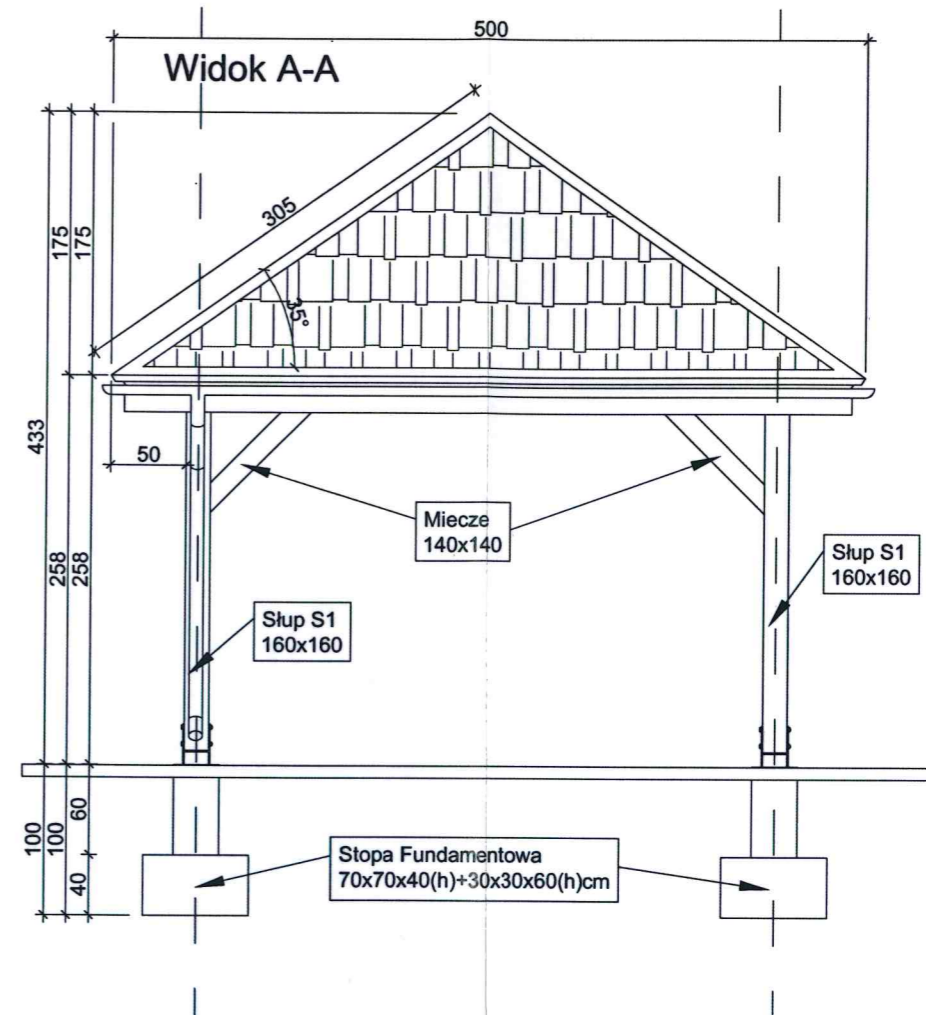 500
Widok A-A
305
175
175
35°
433
50
258
258
Miecze
140x140
Słup S1
160x160
Słup S1
160x160
100
100
60
40
Stopa Fundamentowa
70x70x40(h)+30x30x60(h)cm